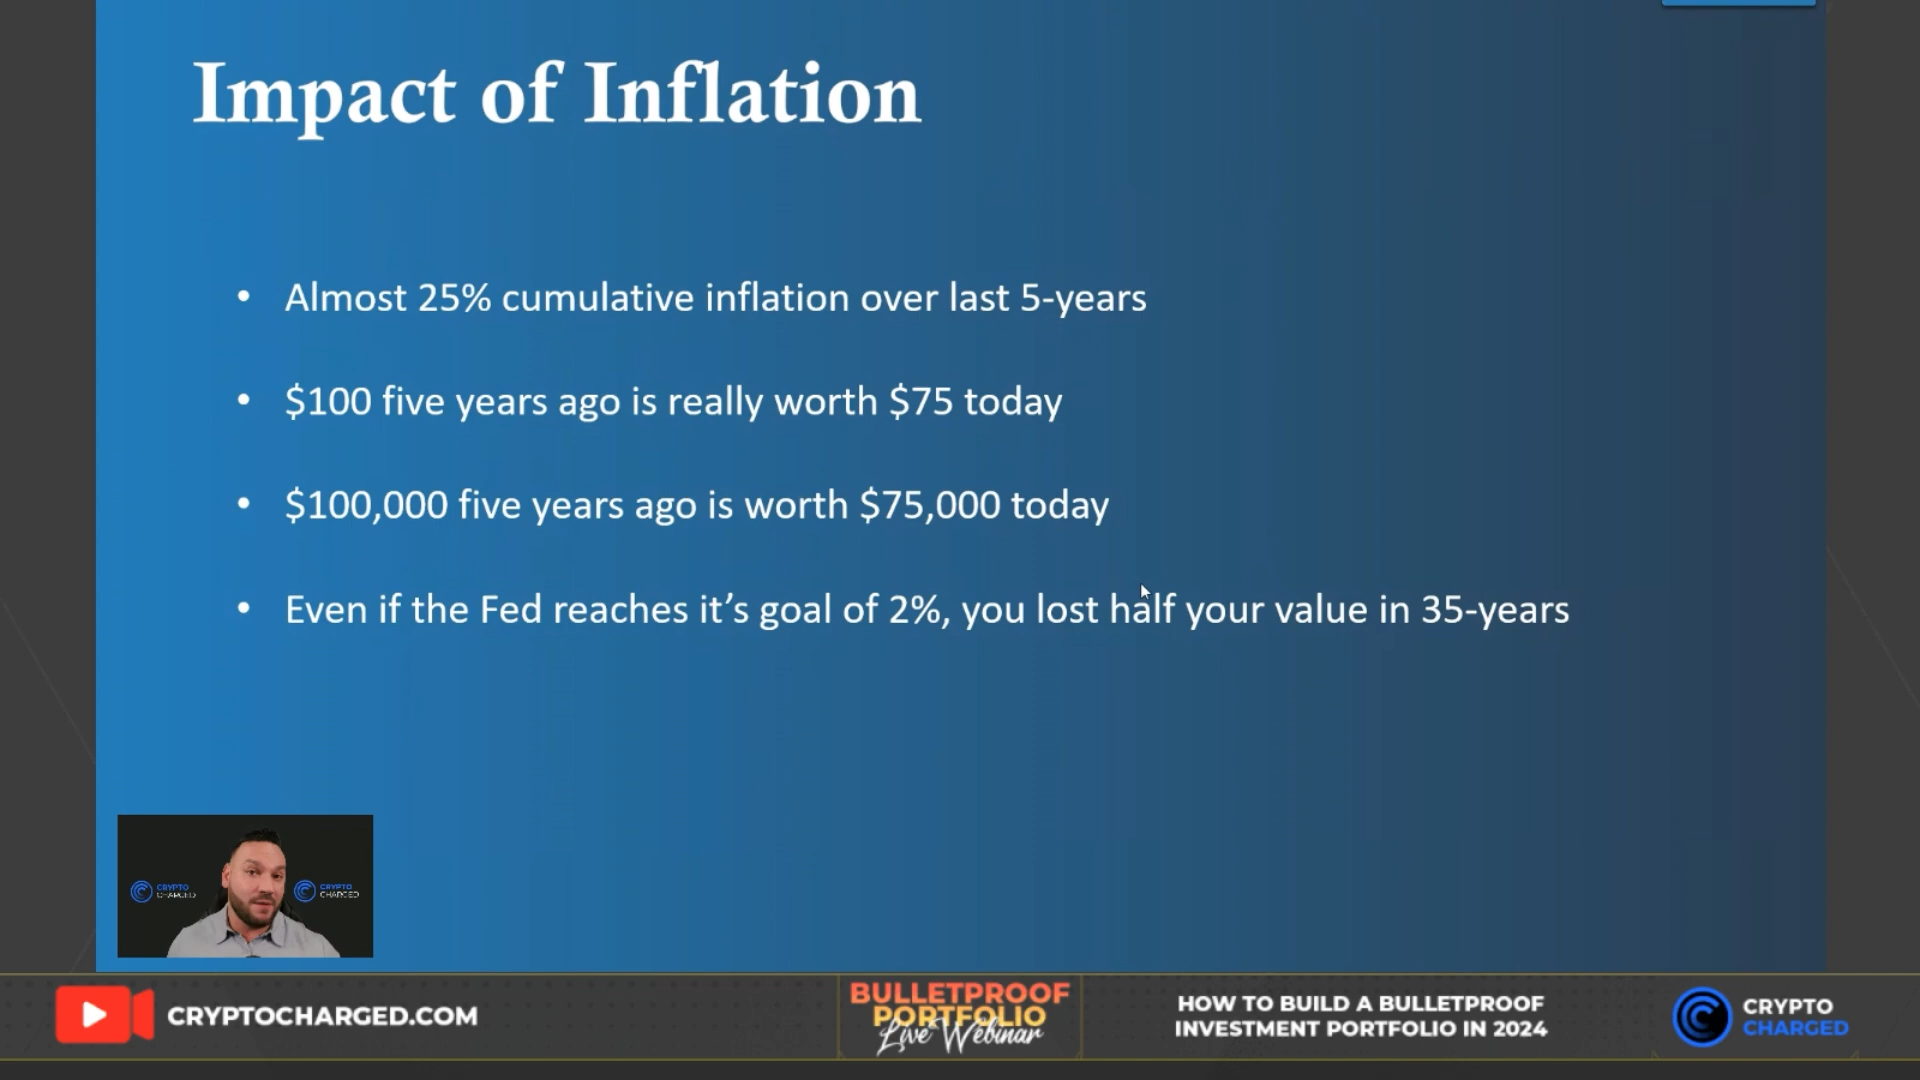 Impact of Inflation
• Almost 25% cumulative inflation over last 5-years
• $100 five years ago is really worth $75 today
• $100,000 five years ago is worth $75,000 today
• Even if the Fed reaches it’s goal of 2%, you lost half your value in 35-years
CRYPTO
CHARGED
CRYPTO
CHARGED
CRYPTOCHARGED.COM
BULLETPROOF
PORTFOLIO
Live Webinar
HOW TO BUILD A BULLETPROOF
INVESTMENT PORTFOLIO IN 2024
CRYPTO
CHARGED